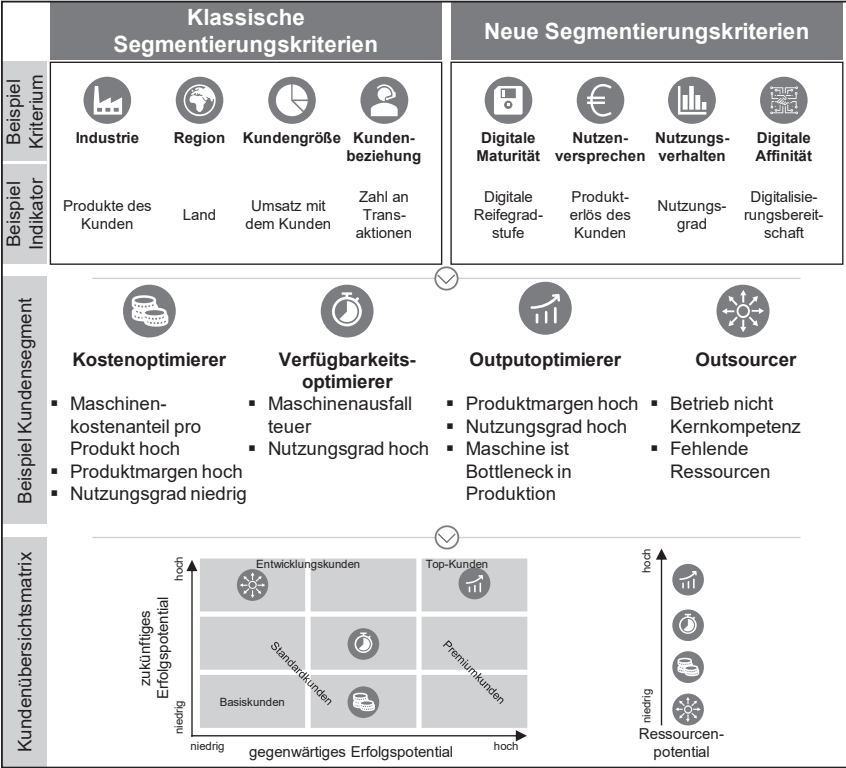 Klassische
Segmentierungskriterien
Neue Segmentierungskriterien
Beispiel
Kriterium
Industrie
Region
Kundengröße
Kunden-
beziehung
Digitale
Maturität
Nutzen-
versprechen
Nutzungs-
verhalten
Digitale
Affinität
Beispiel
Indikator
Produkte des
Kunden
Land
Umsatz mit
dem Kunden
Zahl an
Trans-
aktionen
Digitale
Reifegrad-
stufe
Produkt-
erlös des
Kunden
Nutzungs-
grad
Digitalisie-
rungsbereit-
schaft
Beispiel Kundensegment
Kostenoptimierer
▪ Maschinen-
kostenanteil pro
Produkt hoch
▪ Produktmargen hoch
▪ Nutzungsgrad niedrig
Verfügbarkeits-
optimierer
▪ Maschinenausfall
teuer
▪ Nutzungsgrad hoch
Outputoptimierer
▪ Produktmargen hoch
▪ Nutzungsgrad hoch
▪ Maschine ist
Bottleneck in
Produktion
Outsourcer
▪ Betrieb nicht
Kernkompetenz
▪ Fehlende
Ressourcen
Kundenübersichtsmatrix
zukünftiges
Erfolgspotential
hoch
niedrig
Entwicklungskunden
Top-Kunden
Standardkunden
Premiumkunden
Basiskunden
niedrig
gegenwärtiges Erfolgspotential
hoch
hoch
niedrig
Ressourcen-
potential